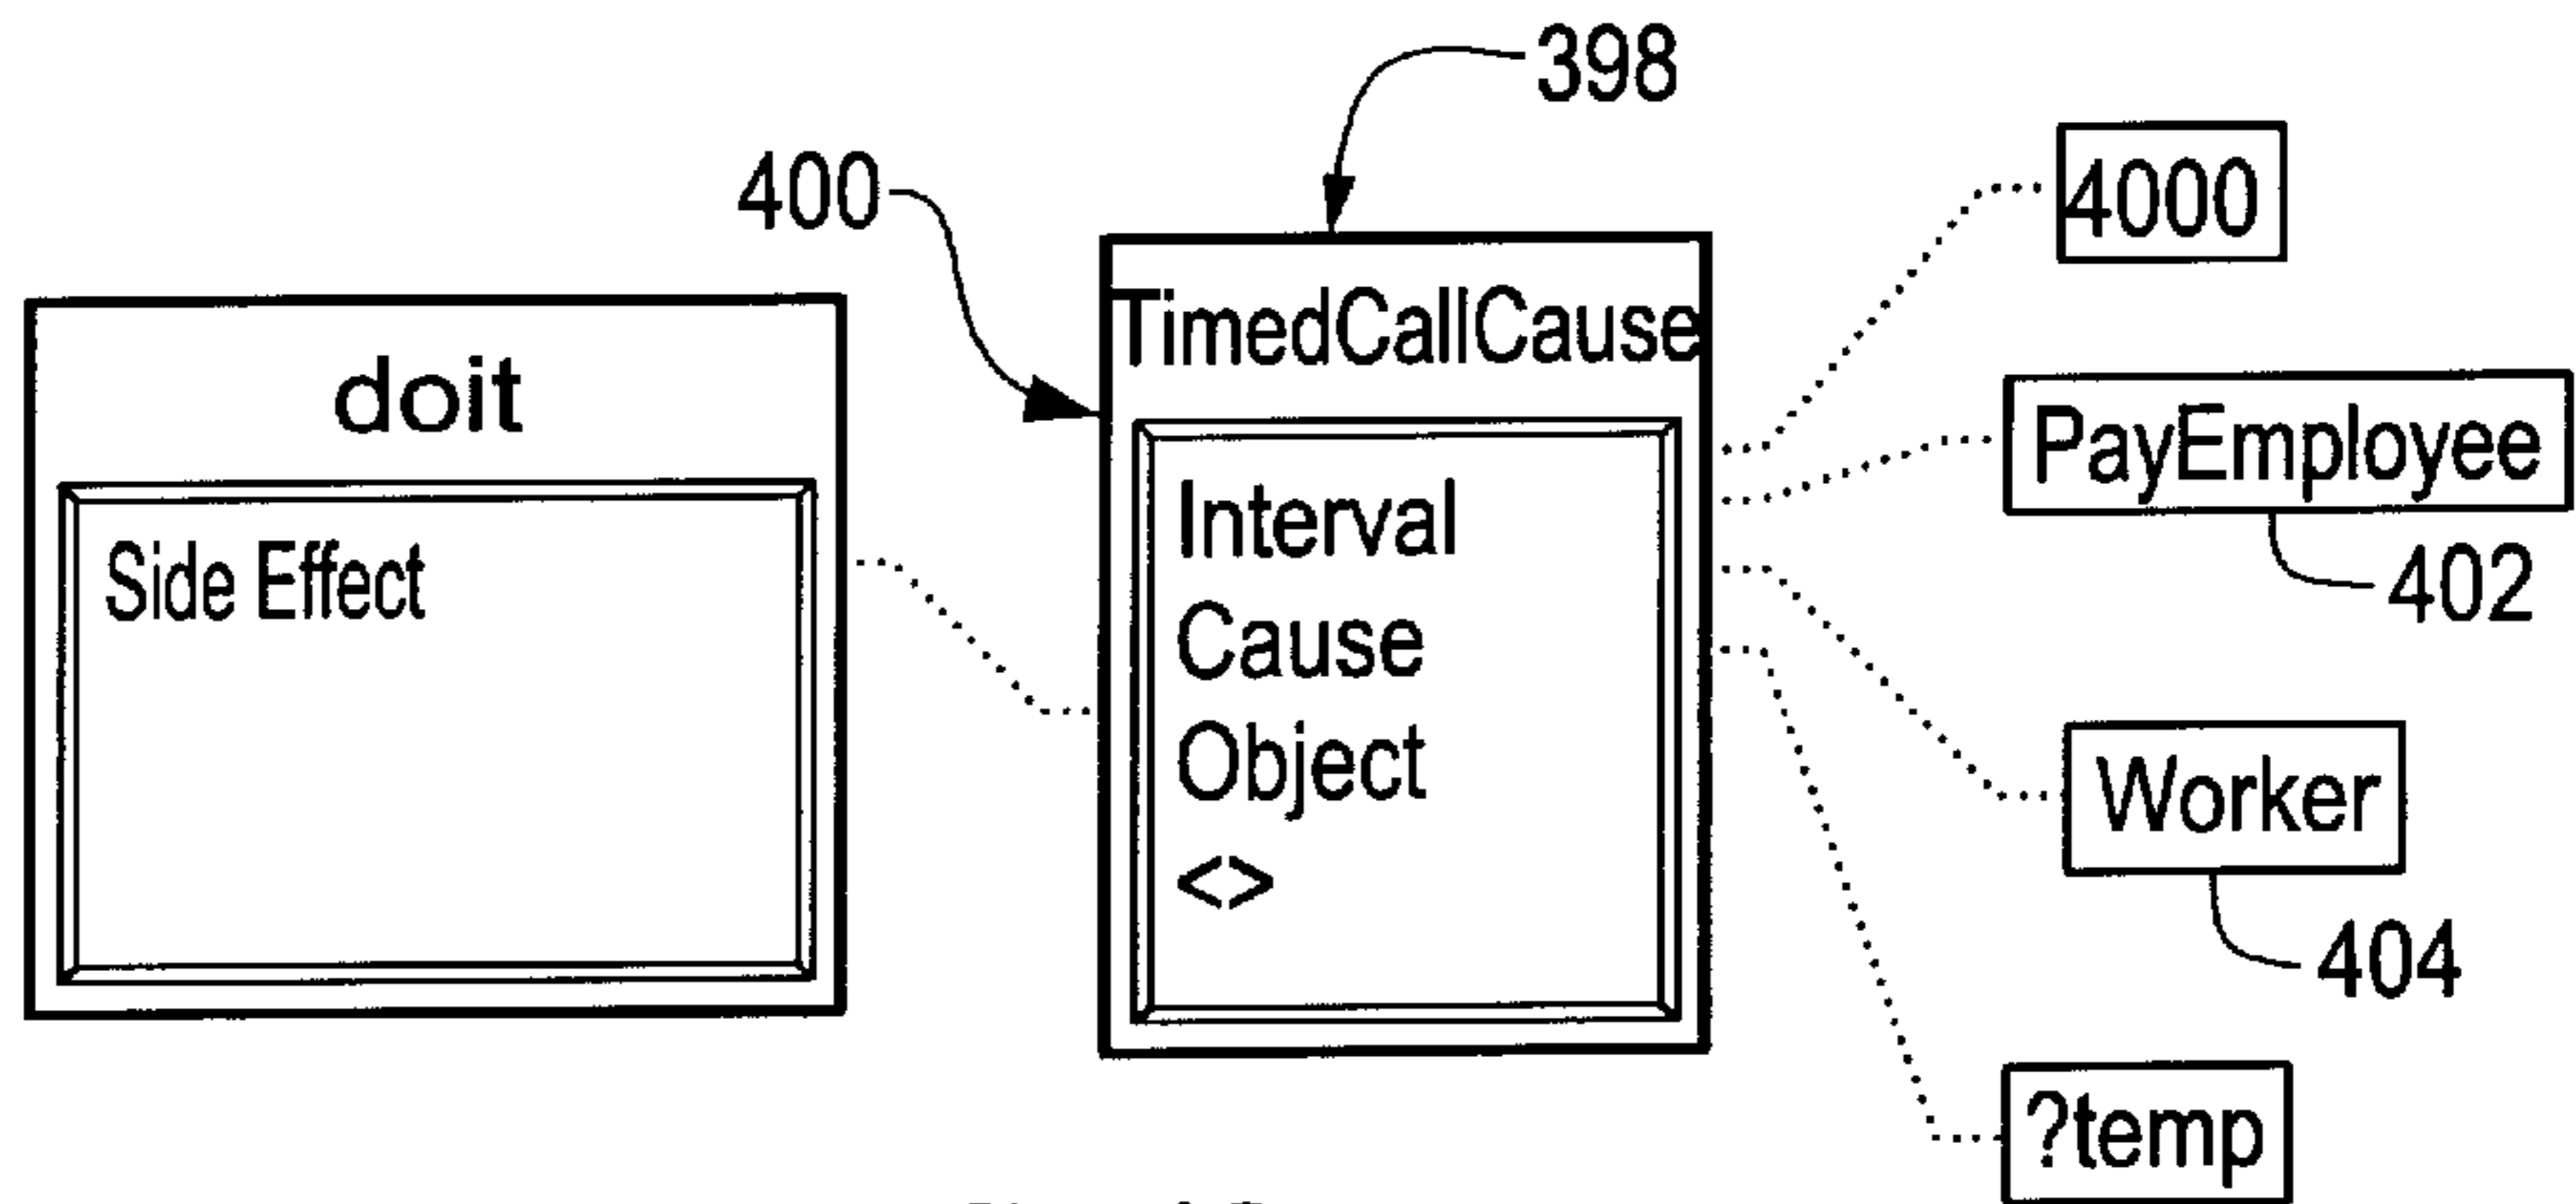 398
400
4000
TimedCallCause
doit
PayEmployee
Interval
Side Effect
402
Cause
Object
Worker
<>
404
?temp